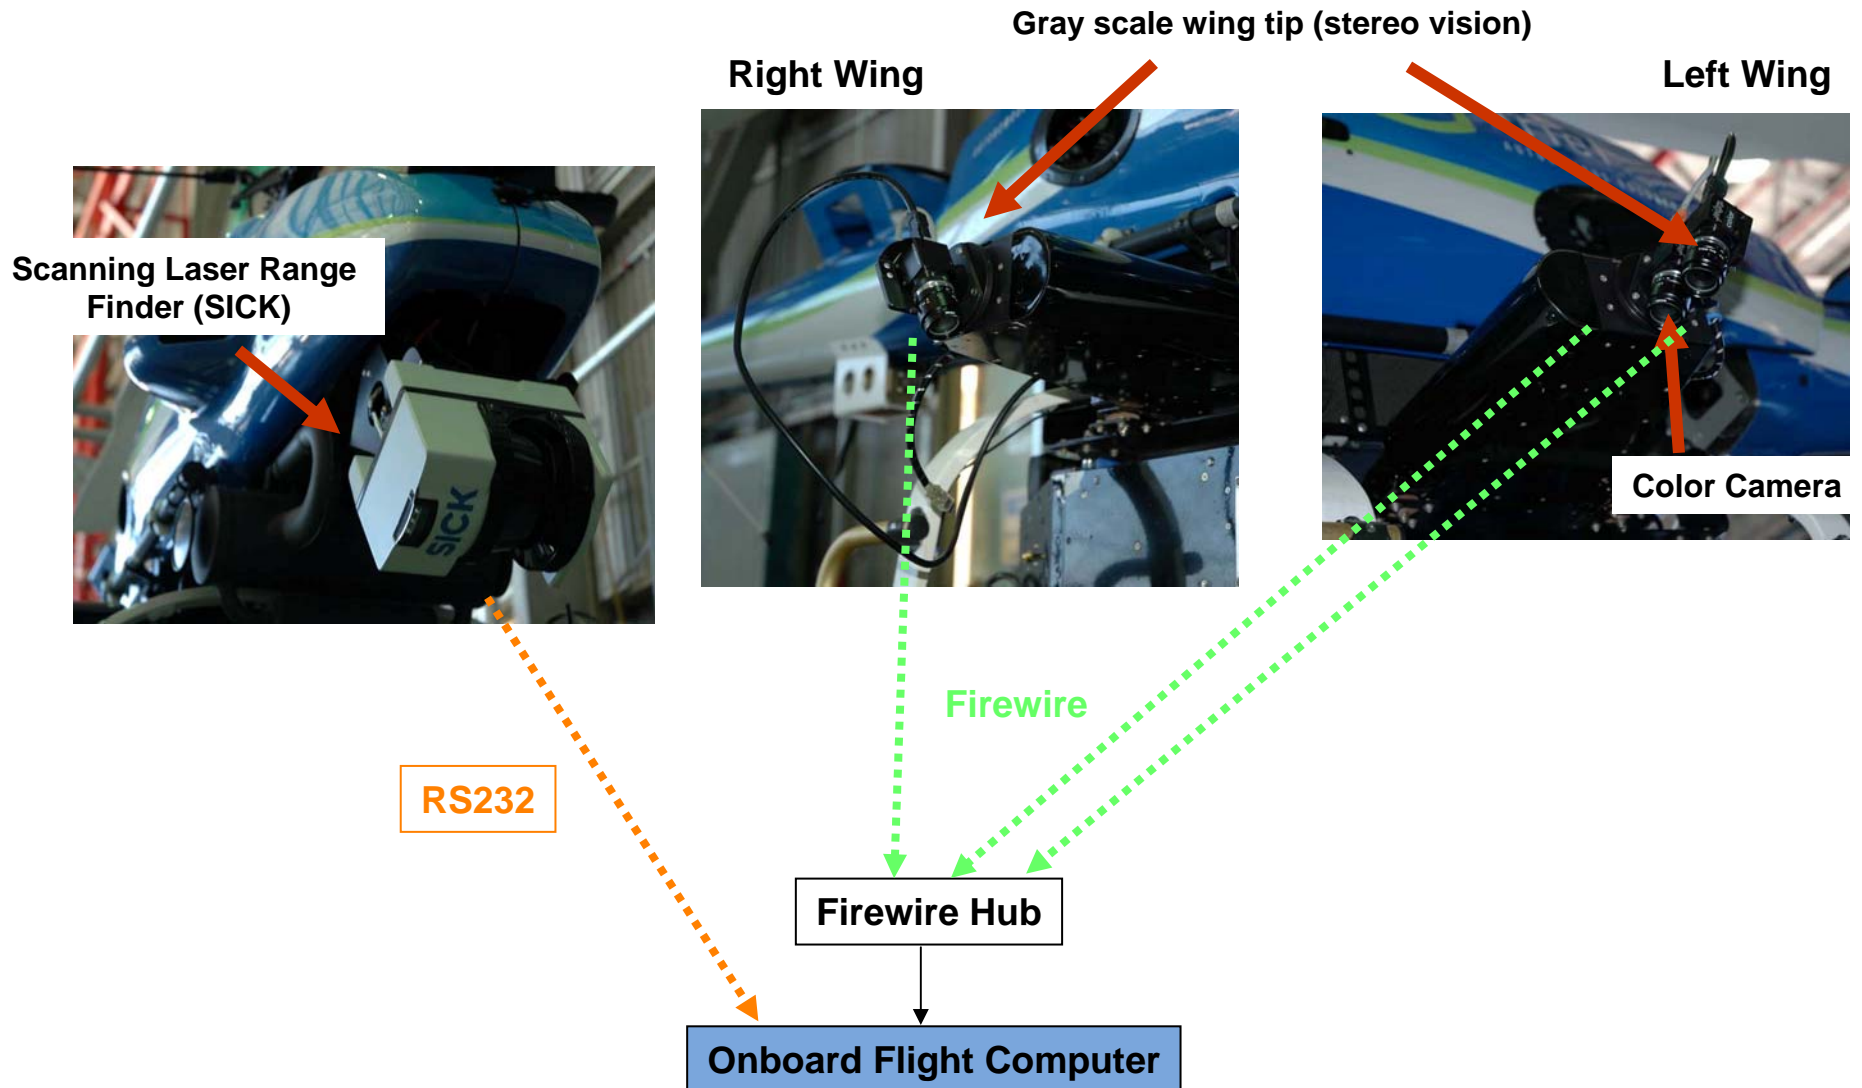 Gray scale wing tip (stereo vision)
Right Wing
Left Wing
Scanning Laser Range
Finder (SICK)
SICK
Color Camera
Firewire
RS232
Firewire Hub
Onboard Flight Computer